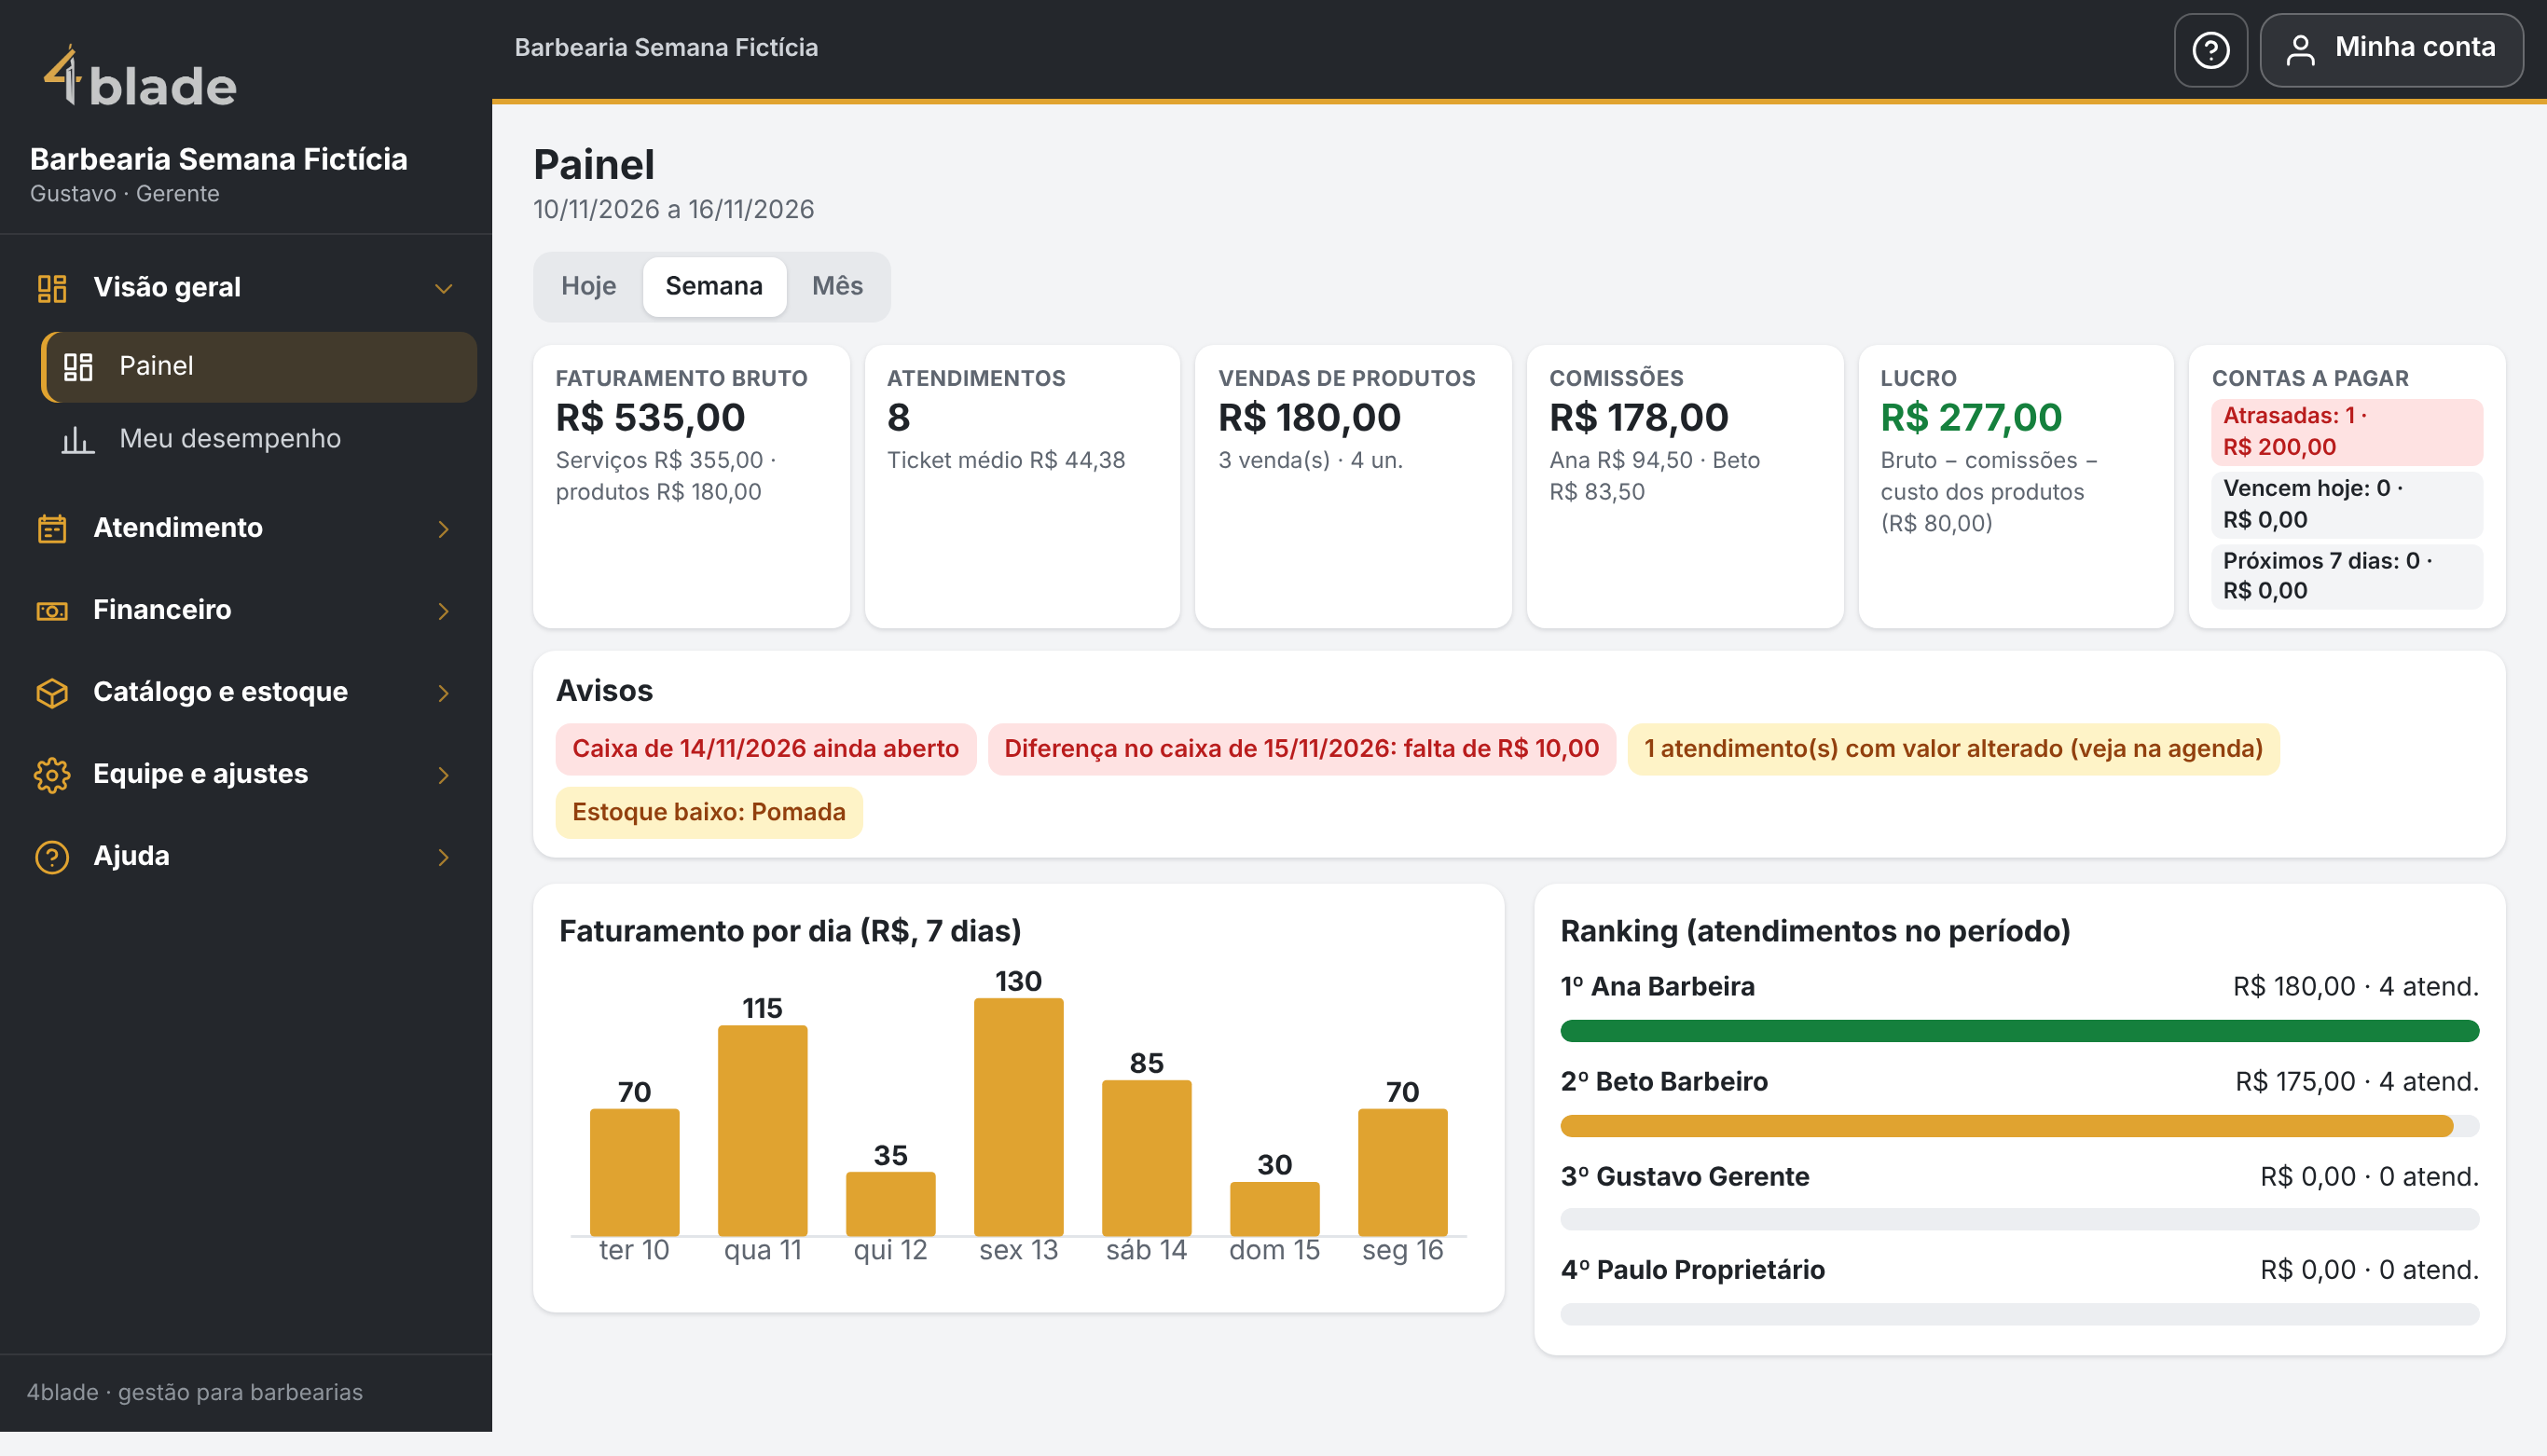 4blade
Barbearia Semana Fictícia
Gustavo · Gerente
Visão geral
Painel
Meu desempenho
Atendimento
Financeiro
Catálogo e estoque
Equipe e ajustes
Ajuda
4blade · gestão para barbearias
Barbearia Semana Fictícia
Minha conta
Painel
10/11/2026 a 16/11/2026
Hoje
Semana
Mês
FATURAMENTO BRUTO
R$ 535,00
Serviços R$ 355,00 ·
produtos R$ 180,00
ATENDIMENTOS
8
Ticket médio R$ 44,38
VENDAS DE PRODUTOS
R$ 180,00
3 venda(s) · 4 un.
COMISSÕES
R$ 178,00
Ana R$ 94,50 · Beto
R$ 83,50
LUCRO
R$ 277,00
Bruto − comissões −
custo dos produtos
(R$ 80,00)
CONTAS A PAGAR
Atrasadas: 1 ·
R$ 200,00
Vencem hoje: 0 ·
R$ 0,00
Próximos 7 dias: 0 ·
R$ 0,00
Avisos
Caixa de 14/11/2026 ainda aberto
Diferença no caixa de 15/11/2026: falta de R$ 10,00
1 atendimento(s) com valor alterado (veja na agenda)
Estoque baixo: Pomada
Faturamento por dia (R$, 7 dias)
70
115
35
130
85
30
70
ter 10
qua 11
qui 12
sex 13
sáb 14
dom 15
seg 16
Ranking (atendimentos no período)
1º Ana Barbeira
R$ 180,00 · 4 atend.
2º Beto Barbeiro
R$ 175,00 · 4 atend.
3º Gustavo Gerente
R$ 0,00 · 0 atend.
4º Paulo Proprietário
R$ 0,00 · 0 atend.